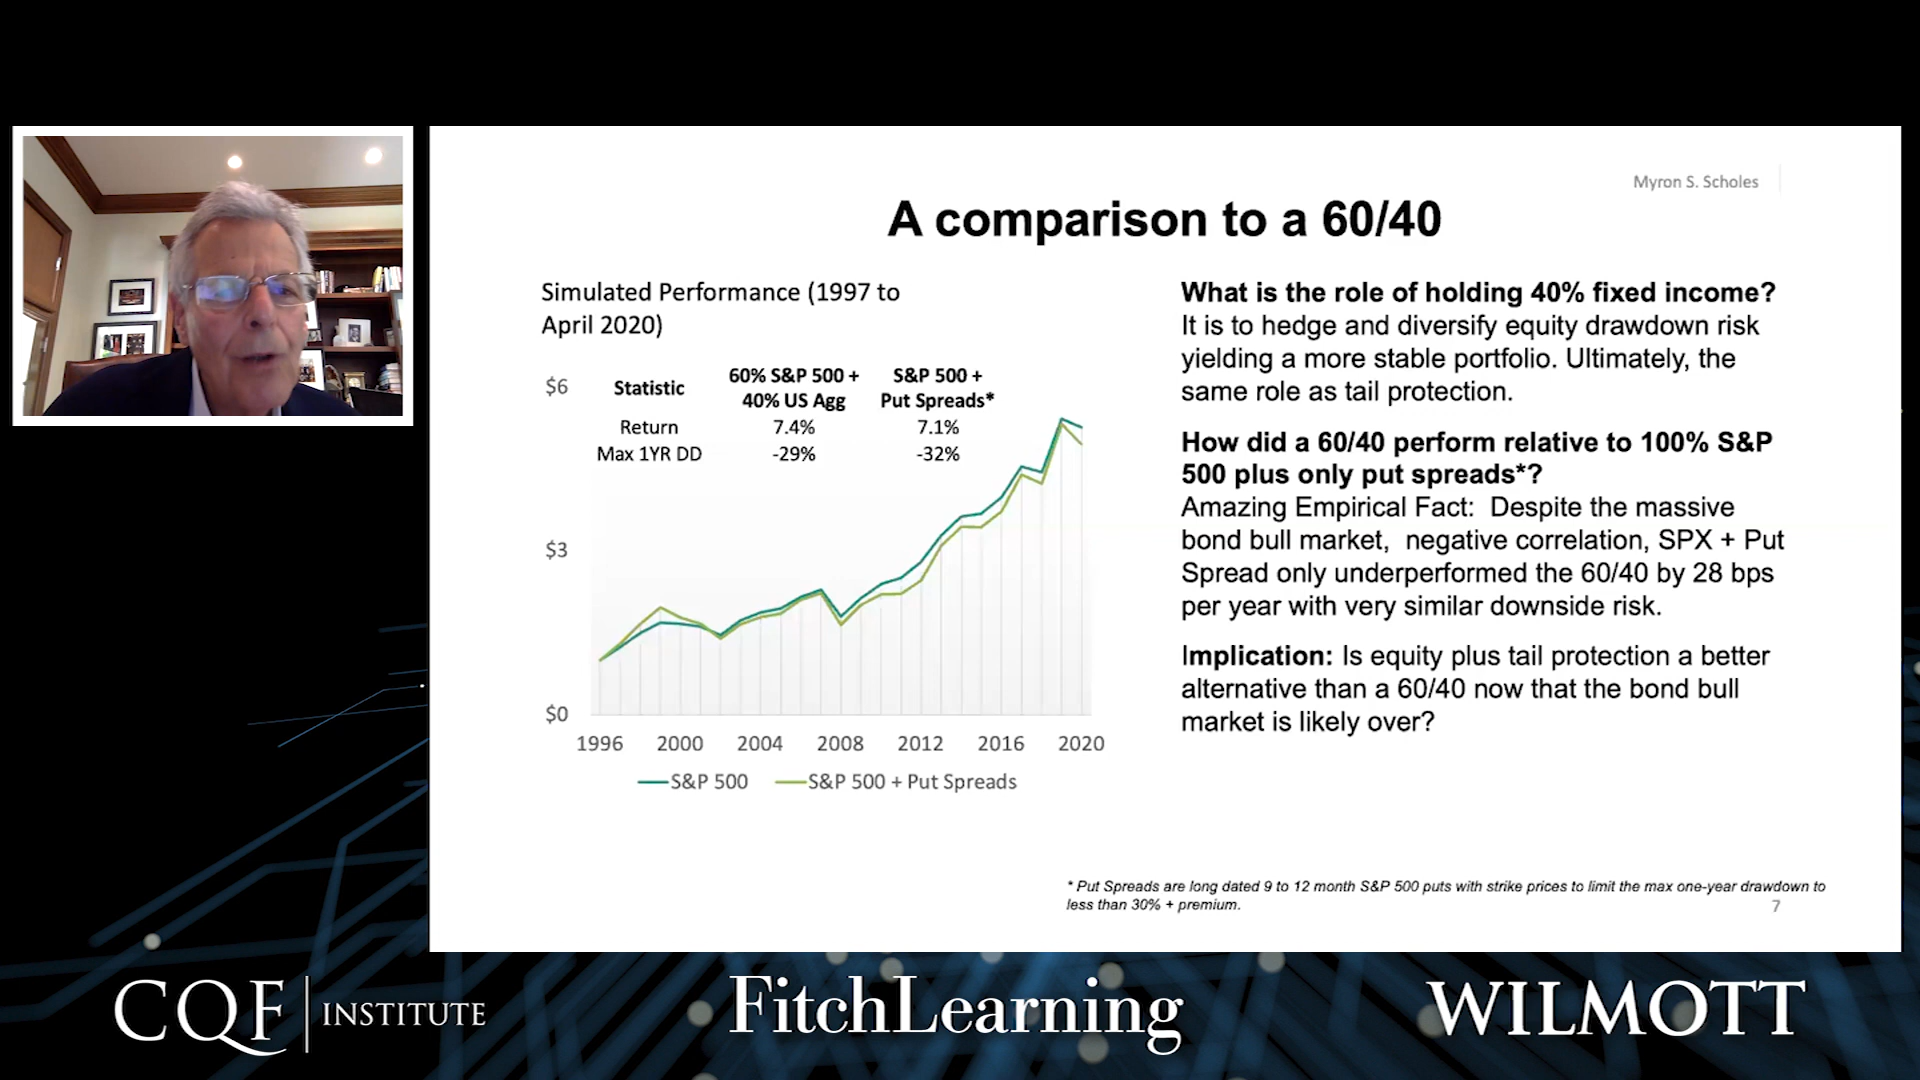 Myron S. Scholes
A comparison to a 60/40
Simulated Performance (1997 to
April 2020)
$6
$3
$0
Statistic 60% S&P 500 + 40% US Agg S&P 500 + Put Spreads*
Return 7.4% 7.1%
Max 1YR DD -29% -32%
1996 2000 2004 2008 2012 2016 2020
S&P 500 S&P 500 + Put Spreads
What is the role of holding 40% fixed income?
It is to hedge and diversify equity drawdown risk
yielding a more stable portfolio. Ultimately, the
same role as tail protection.
How did a 60/40 perform relative to 100% S&P
500 plus only put spreads*?
Amazing Empirical Fact: Despite the massive
bond bull market, negative correlation, SPX + Put
Spread only underperformed the 60/40 by 28 bps
per year with very similar downside risk.
Implication: Is equity plus tail protection a better
alternative than a 60/40 now that the bond bull
market is likely over?
* Put Spreads are long dated 9 to 12 month S&P 500 puts with strike prices to limit the max one-year drawdown to
less than 30% + premium.
7
CQF INSTITUTE
FitchLearning
WILMOTT